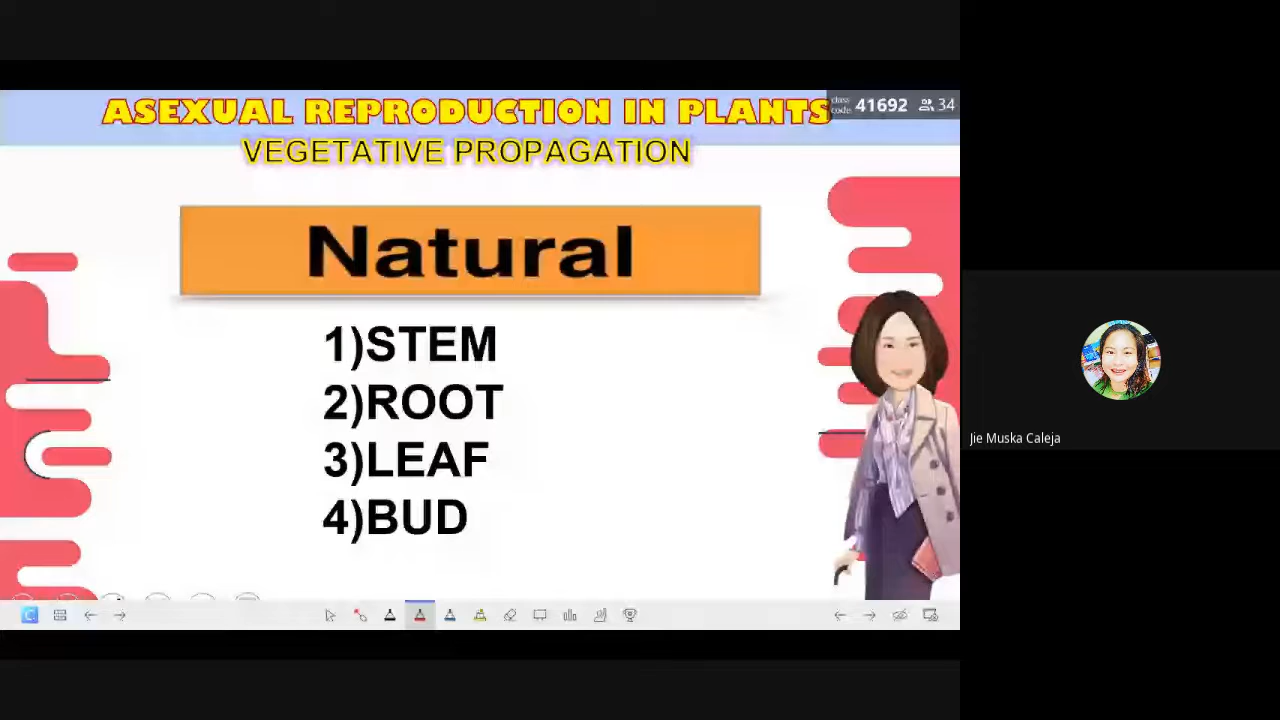 ASEXUAL REPRODUCTION IN PLANTS
class code: 41692 34
VEGETATIVE PROPAGATION
Natural
1)STEM
2)ROOT
3)LEAF
4)BUD
Jie Muska Caleja